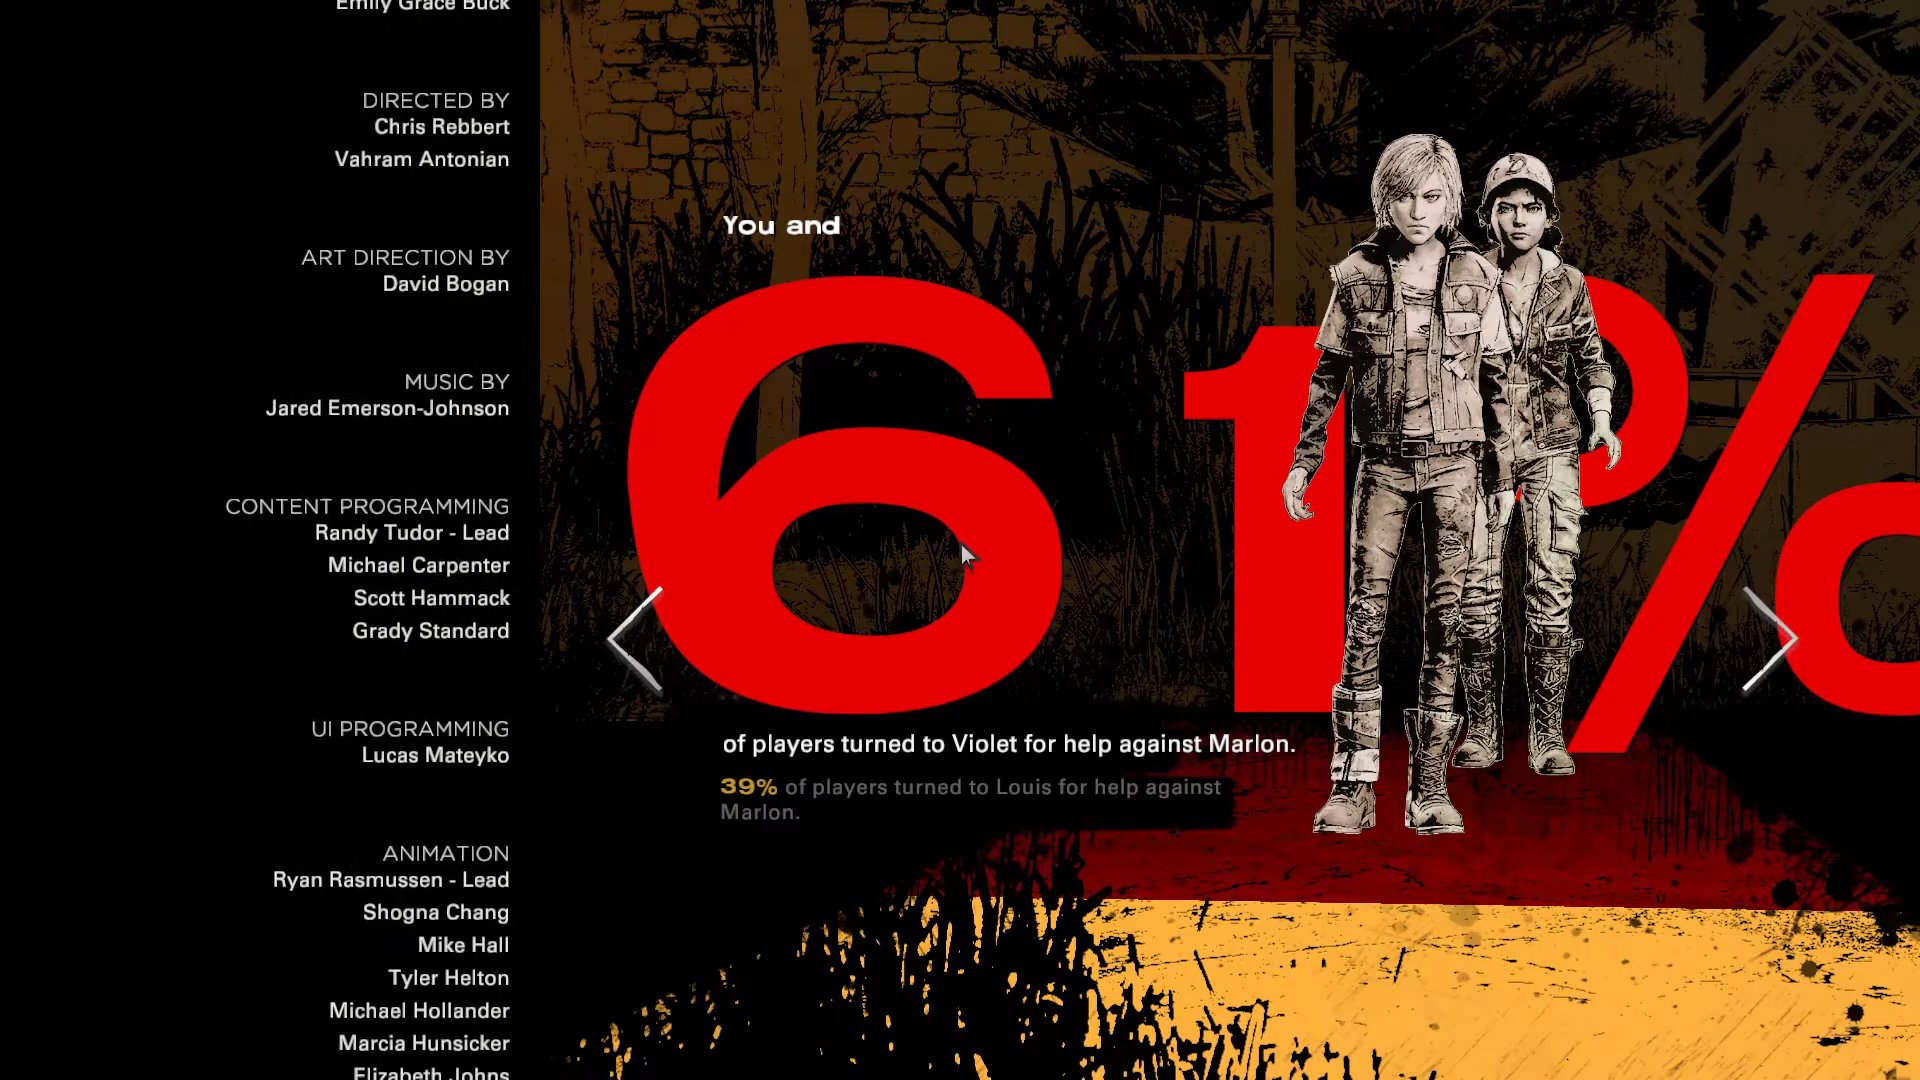 Emily Grace Buck
DIRECTED BY
Chris Rebbert
Vahram Antonian
ART DIRECTION BY
David Bogan
MUSIC BY
Jared Emerson-Johnson
CONTENT PROGRAMMING
Randy Tudor - Lead
Michael Carpenter
Scott Hammack
Grady Standard
UI PROGRAMMING
Lucas Mateyko
ANIMATION
Ryan Rasmussen - Lead
Shogna Chang
Mike Hall
Tyler Helton
Michael Hollander
Marcia Hunsicker
Elizabeth Johns
You and
61%
of players turned to Violet for help against Marlon.
39% of players turned to Louis for help against
Marlon.
D